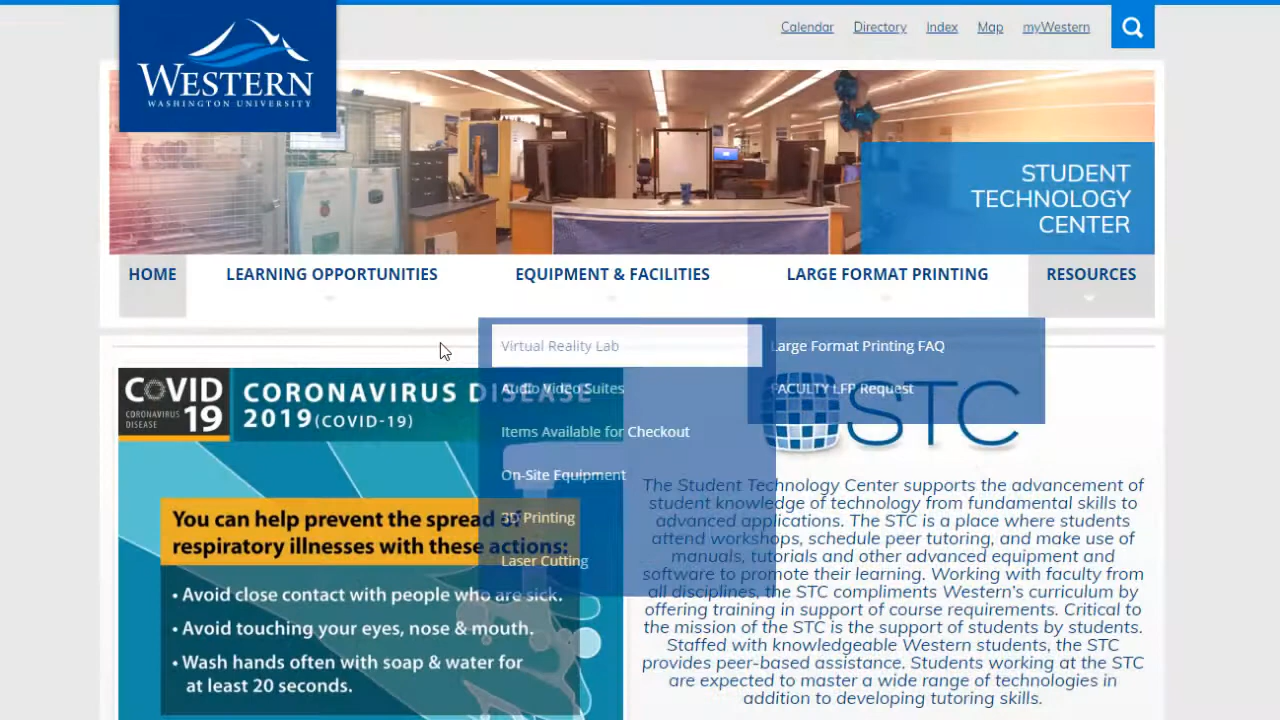 Calendar Directory Index Map myWestern
WESTERN
WASHINGTON UNIVERSITY
STUDENT
TECHNOLOGY
CENTER
HOME LEARNING OPPORTUNITIES EQUIPMENT & FACILITIES LARGE FORMAT PRINTING RESOURCES
Virtual Reality Lab
Audio Video Suites
Items Available for Checkout
On-Site Equipment
3D Printing
Laser Cutting
Large Format Printing FAQ
FACULTY LFP Request
COVID
CORONAVIRUS
DISEASE
19
CORONAVIRUS DISEASE
2019 (COVID-19)
You can help prevent the spread of
respiratory illnesses with these actions:
• Avoid close contact with people who are sick.
• Avoid touching your eyes, nose & mouth.
• Wash hands often with soap & water for
at least 20 seconds.
STC
The Student Technology Center supports the advancement of
student knowledge of technology from fundamental skills to
advanced applications. The STC is a place where students
attend workshops, schedule peer tutoring, and make use of
manuals, tutorials and other advanced equipment and
software to promote their learning. Working with faculty from
all disciplines, the STC compliments Western's curriculum by
offering training in support of course requirements. Critical to
the mission of the STC is the support of students by students.
Staffed with knowledgeable Western students, the STC
provides peer-based assistance. Students working at the STC
are expected to master a wide range of technologies in
addition to developing tutoring skills.